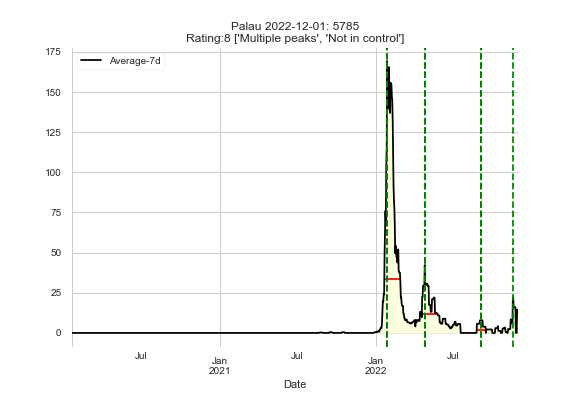 Palau 2022-12-01: 5785
Rating:8 ['Multiple peaks', 'Not in control']
Average-7d
175
150
125
100
75
50
25
0
Jul
Jan
2021
Jul
Jan
2022
Jul
Date